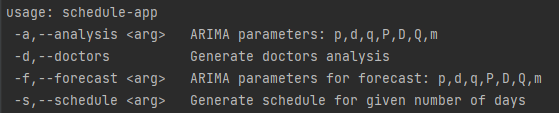 usage: schedule-app
-a,--analysis <arg>   ARIMA parameters: p,d,q,P,D,Q,m
-d,--doctors          Generate doctors analysis
-f,--forecast <arg>   ARIMA parameters for forecast: p,d,q,P,D,Q,m
-s,--schedule <arg>   Generate schedule for given number of days